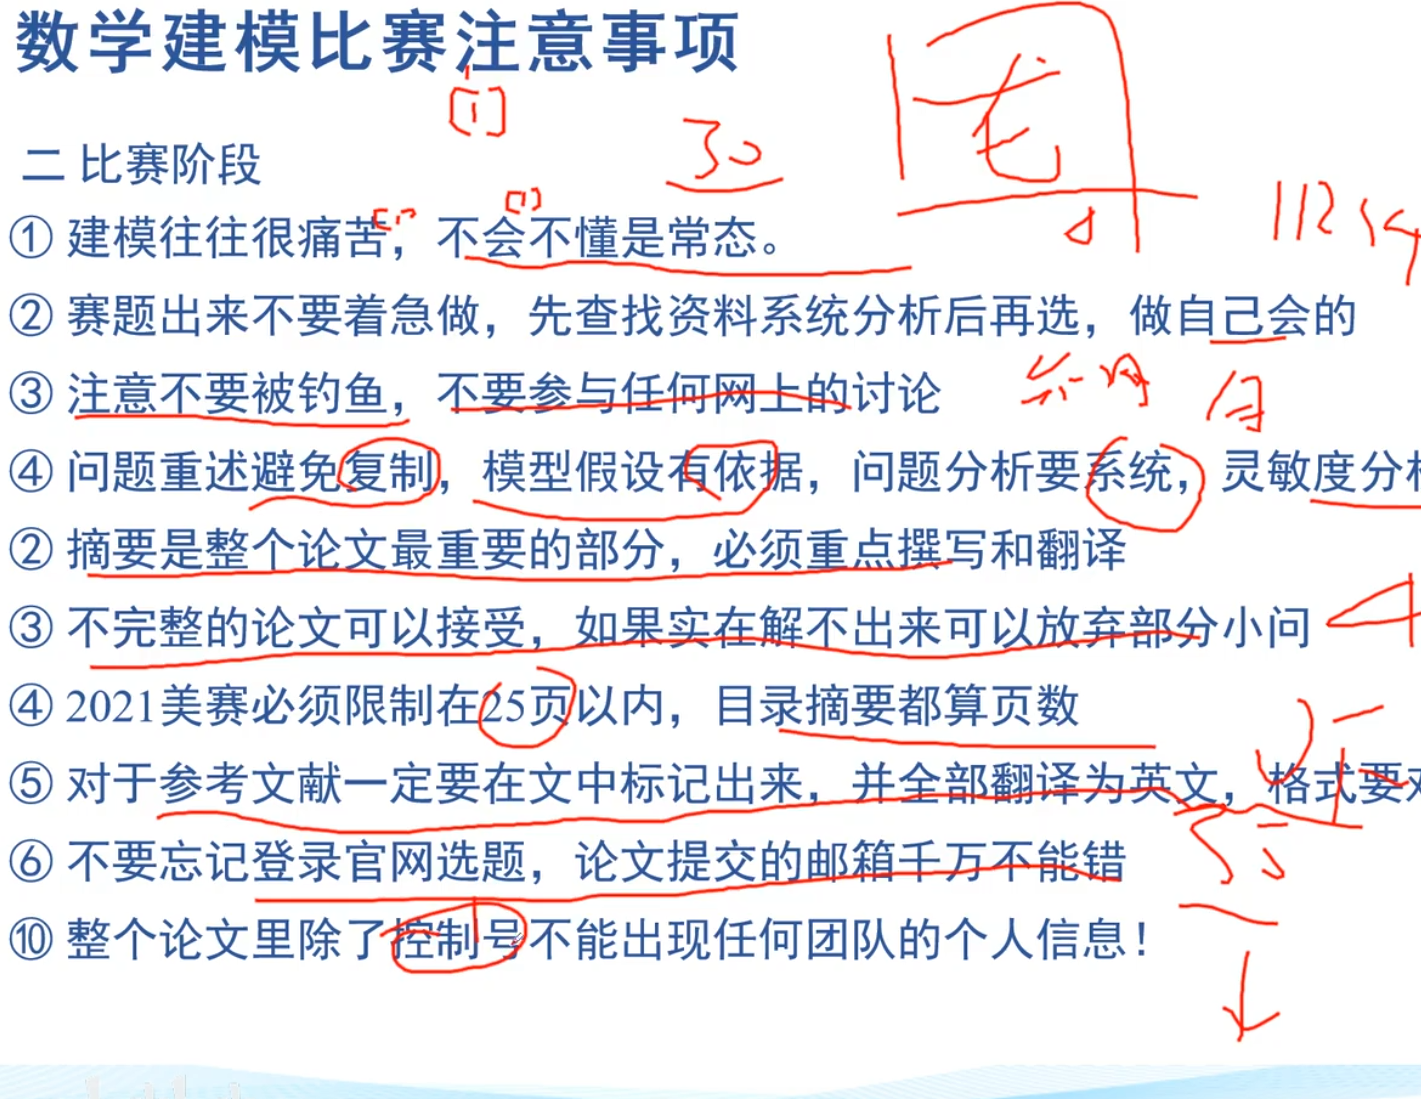 数学建模比赛注意事项
[1]
30
二 比赛阶段
① 建模往往很痛苦，不会不懂是常态。
② 赛题出来不要着急做，先查找资料系统分析后再选，做自己会的
③ 注意不要被钓鱼，不要参与任何网上的讨论
④ 问题重述避免复制，模型假设有依据，问题分析要系统，灵敏度分析
② 摘要是整个论文最重要的部分，必须重点撰写和翻译
③ 不完整的论文可以接受，如果实在解不出来可以放弃部分小问
④ 2021美赛必须限制在25页以内，目录摘要都算页数
⑤ 对于参考文献一定要在文中标记出来，并全部翻译为英文，格式要对
⑥ 不要忘记登录官网选题，论文提交的邮箱千万不能错
⑩ 整个论文里除了控制号不能出现任何团队的个人信息！